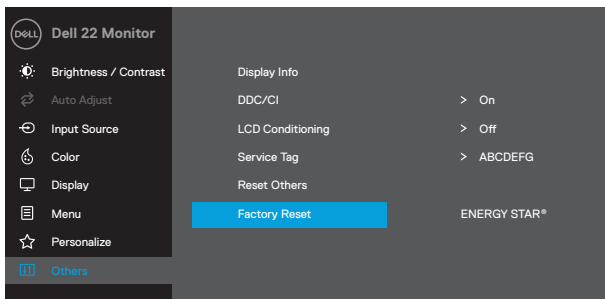 DELL Dell 22 Monitor
Brightness / Contrast
Auto Adjust
Input Source
Color
Display
Menu
Personalize
Others
Display Info
DDC/CI > On
LCD Conditioning > Off
Service Tag > ABCDEFG
Reset Others
Factory Reset ENERGY STAR®